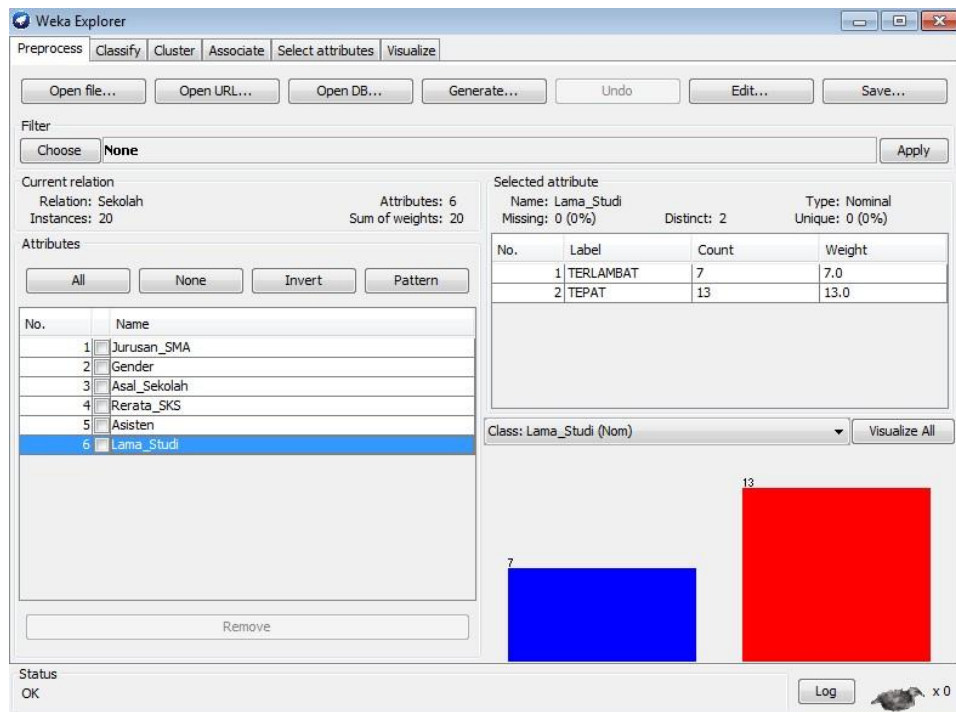 Weka Explorer
Preprocess Classify Cluster Associate Select attributes Visualize
Open file... Open URL... Open DB... Generate... Undo Edit... Save...
Filter
Choose None Apply
Current relation
Relation: Sekolah Attributes: 6
Instances: 20 Sum of weights: 20
Attributes
All None Invert Pattern
No. Name
1 Jurusan_SMA
2 Gender
3 Asal_Sekolah
4 Rerata_SKS
5 Asisten
6 Lama_Studi
Remove
Selected attribute
Name: Lama_Studi Type: Nominal
Missing: 0 (0%) Distinct: 2 Unique: 0 (0%)
No. Label Count Weight
1 TERLAMBAT 7 7.0
2 TEPAT 13 13.0
Class: Lama_Studi (Nom) Visualize All
13
7
Status
OK Log x 0